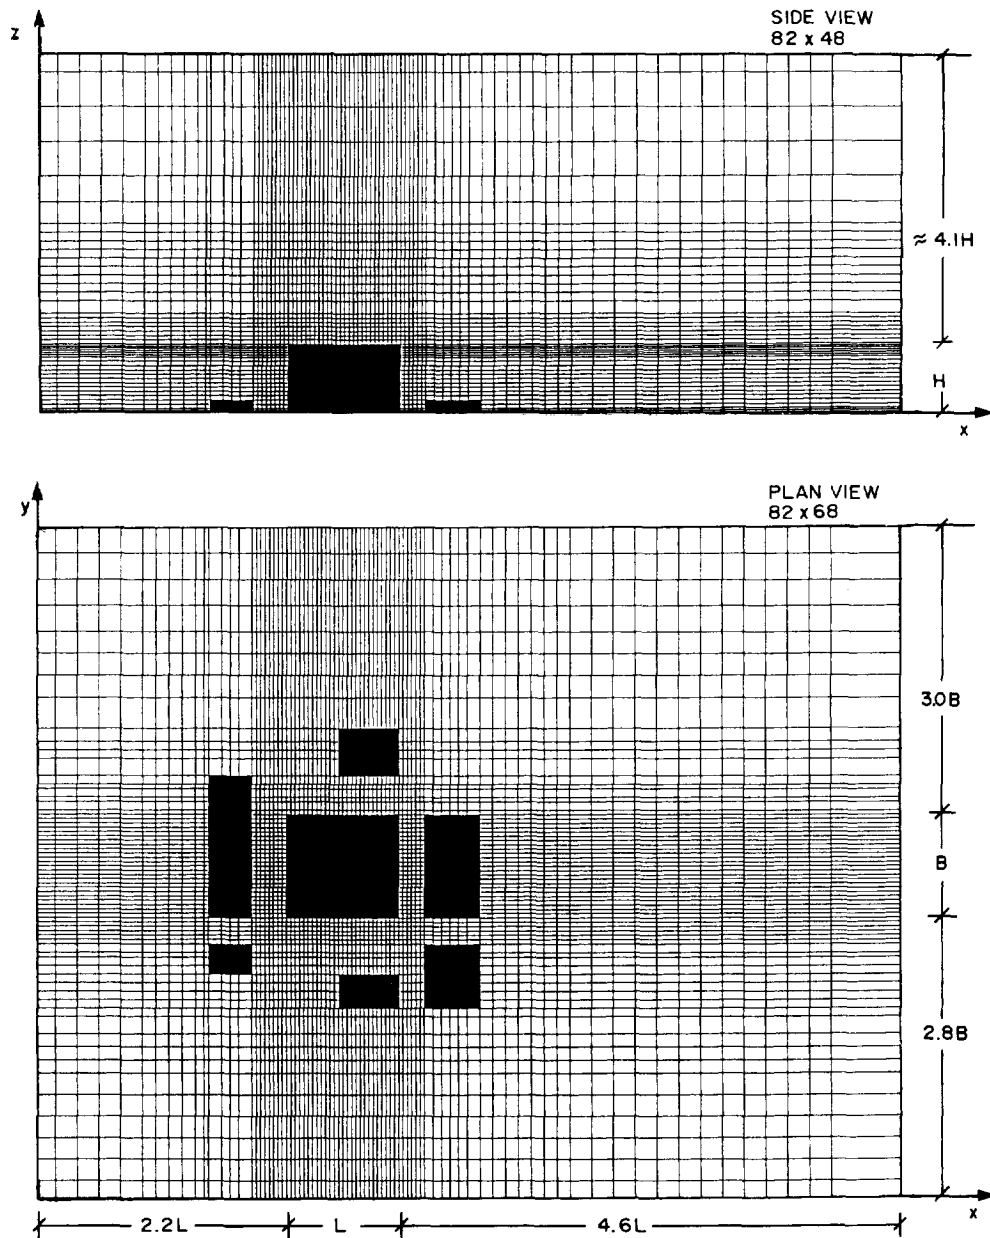 z
SIDE VIEW
82 x 48
≈ 4.1H
H
x
y
PLAN VIEW
82 x 68
3.0B
B
2.8B
x
2.2L
L
4.6L